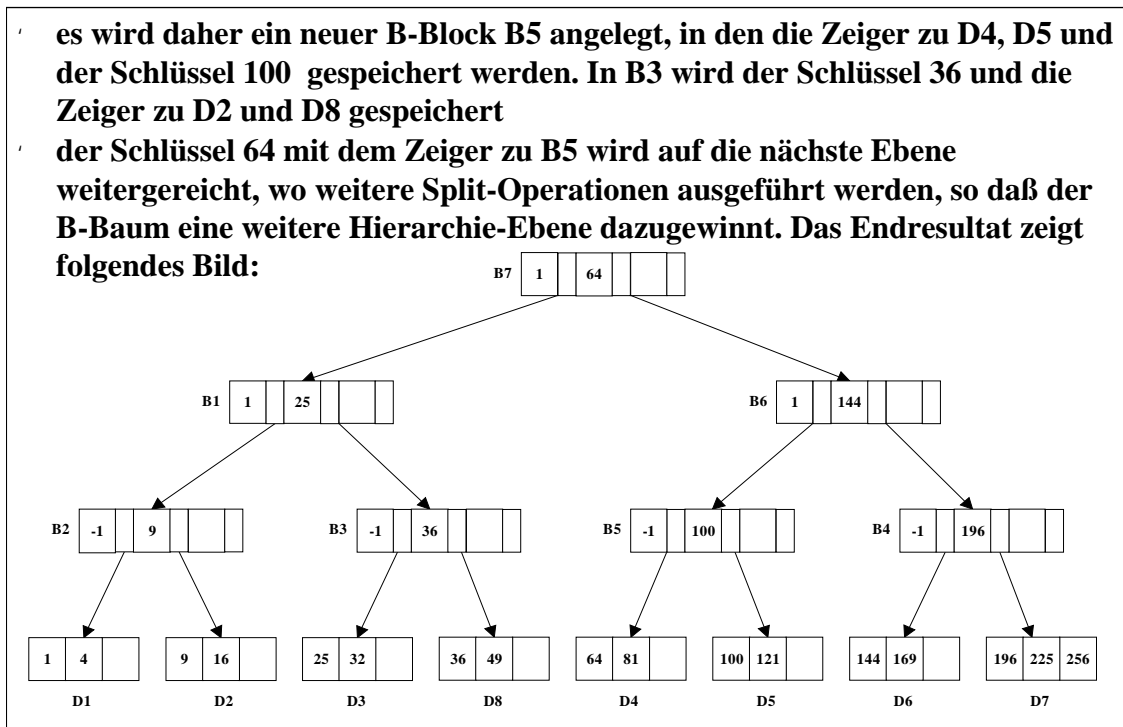 es wird daher ein neuer B-Block B5 angelegt, in den die Zeiger zu D4, D5 und
der Schlüssel 100 gespeichert werden. In B3 wird der Schlüssel 36 und die
Zeiger zu D2 und D8 gespeichert
der Schlüssel 64 mit dem Zeiger zu B5 wird auf die nächste Ebene
weitergereicht, wo weitere Split-Operationen ausgeführt werden, so daß der
B-Baum eine weitere Hierarchie-Ebene dazugewinnt. Das Endresultat zeigt
folgendes Bild:
B7 1 64
B1 1 25 B6 1 144
B2 -1 9 B3 -1 36 B5 -1 100 B4 -1 196
1 4 9 16 25 32 36 49 64 81 100 121 144 169 196 225 256
D1 D2 D3 D8 D4 D5 D6 D7